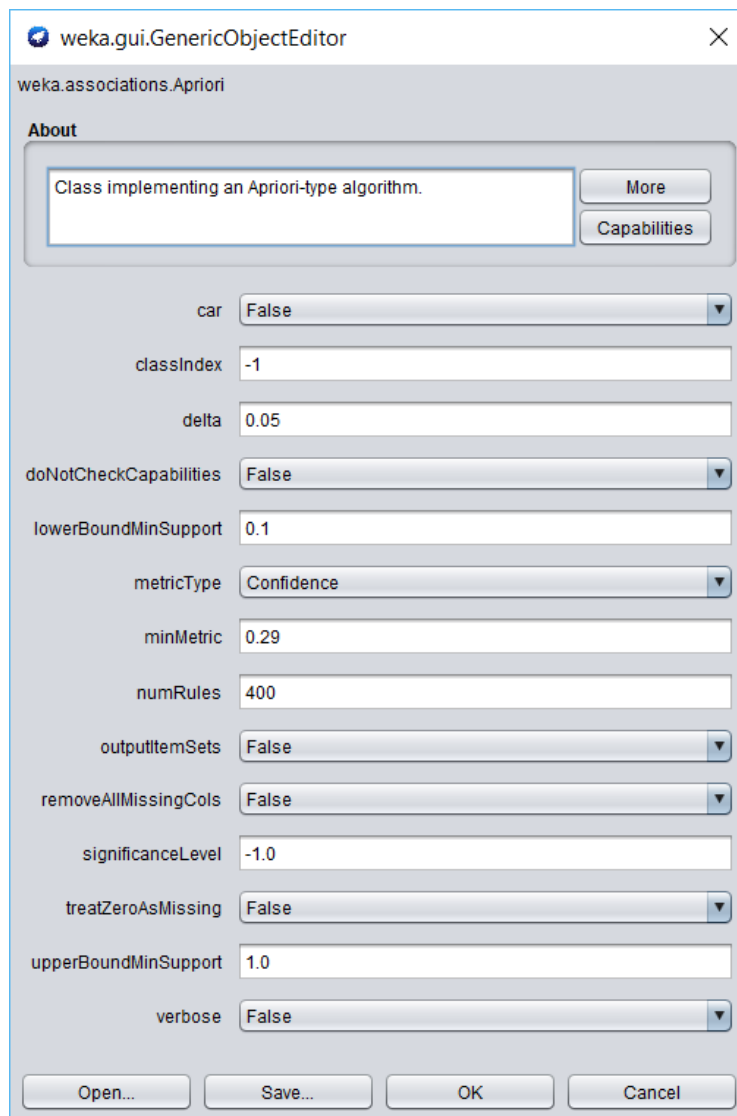 weka.gui.GenericObjectEditor
weka.associations.Apriori
About
Class implementing an Apriori-type algorithm.
More
Capabilities
car False
classIndex -1
delta 0.05
doNotCheckCapabilities False
lowerBoundMinSupport 0.1
metricType Confidence
minMetric 0.29
numRules 400
outputItemSets False
removeAllMissingCols False
significanceLevel -1.0
treatZeroAsMissing False
upperBoundMinSupport 1.0
verbose False
Open... Save... OK Cancel